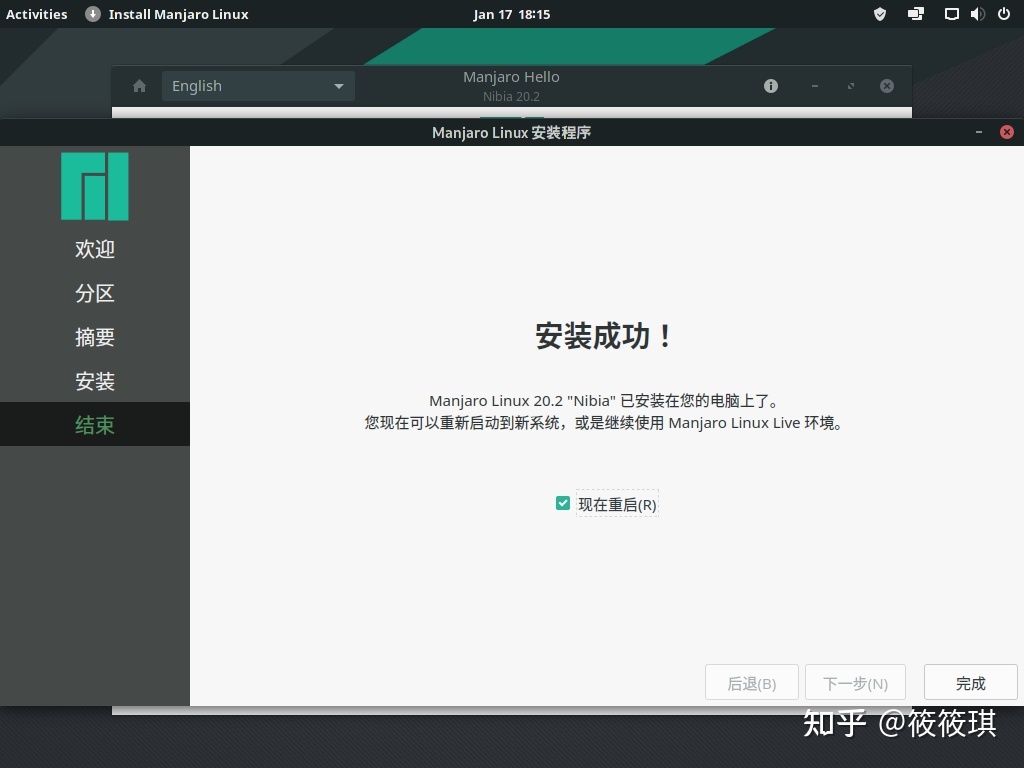 Activities Install Manjaro Linux Jan 17 18:15
English Manjaro Hello
Nibia 20.2
Manjaro Linux 安装程序
欢迎
分区
摘要
安装
结束
安装成功！
Manjaro Linux 20.2 "Nibia" 已安装在您的电脑上了。
您现在可以重新启动到新系统，或是继续使用 Manjaro Linux Live 环境。
现在重启(R)
后退(B) 下一步(N) 完成
知乎 @筱筱琪